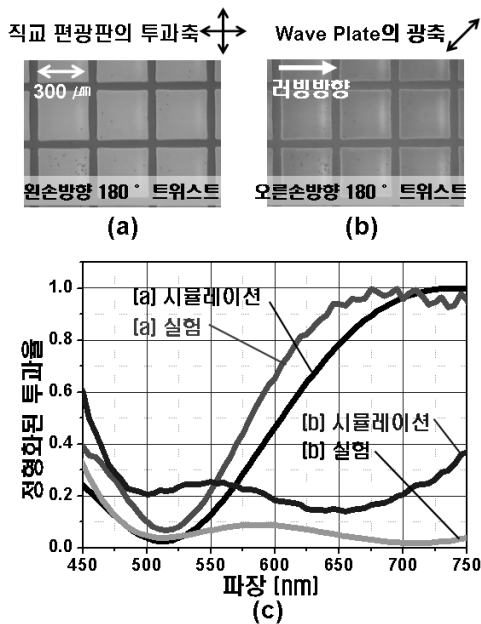 직교 편광판의 투과축
Wave Plate의 광축
300 ㎛
러빙방향
왼손방향 180° 트위스트
오른손방향 180° 트위스트
(a)
(b)
정형화된 투과율
1.0
0.8
0.6
0.4
0.2
0.0
[a] 시뮬레이션
[a] 실험
[b] 시뮬레이션
[b] 실험
450
500
550
600
650
700
750
파장 [nm]
(c)